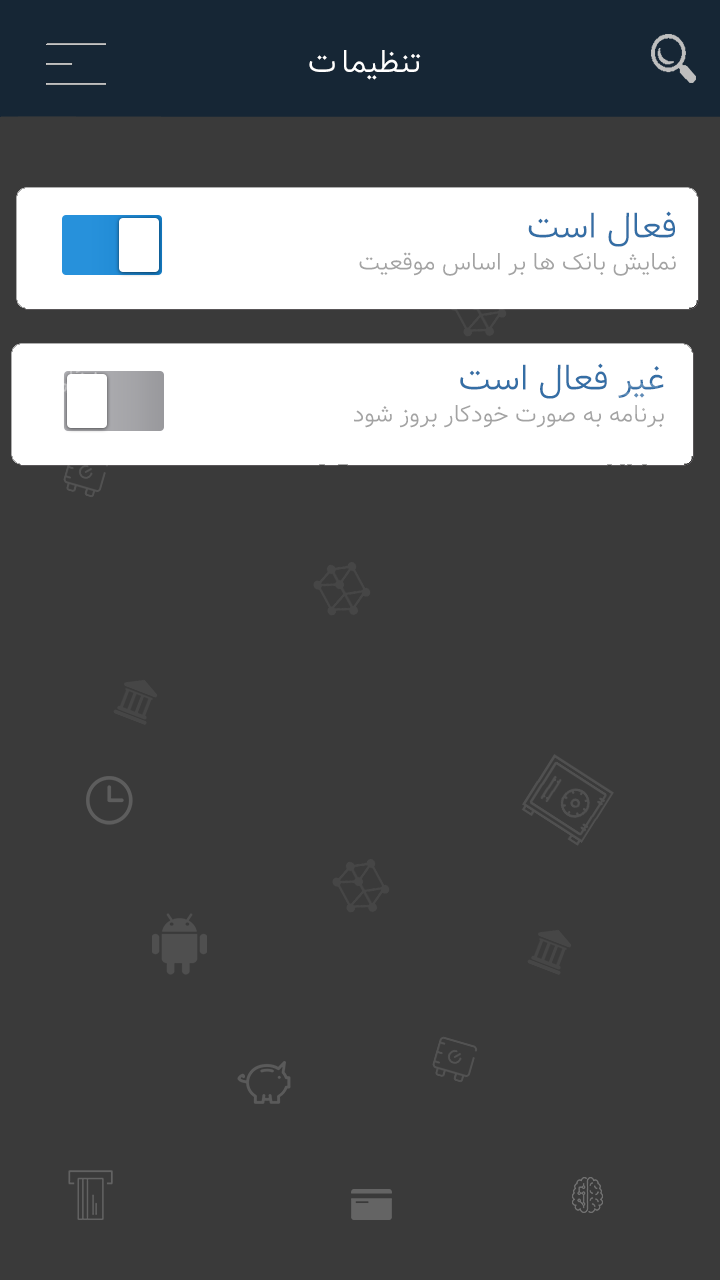 تنظیمات
فعال است
نمایش بانک ها بر اساس موقعیت
غیر فعال است
برنامه به صورت خودکار بروز شود